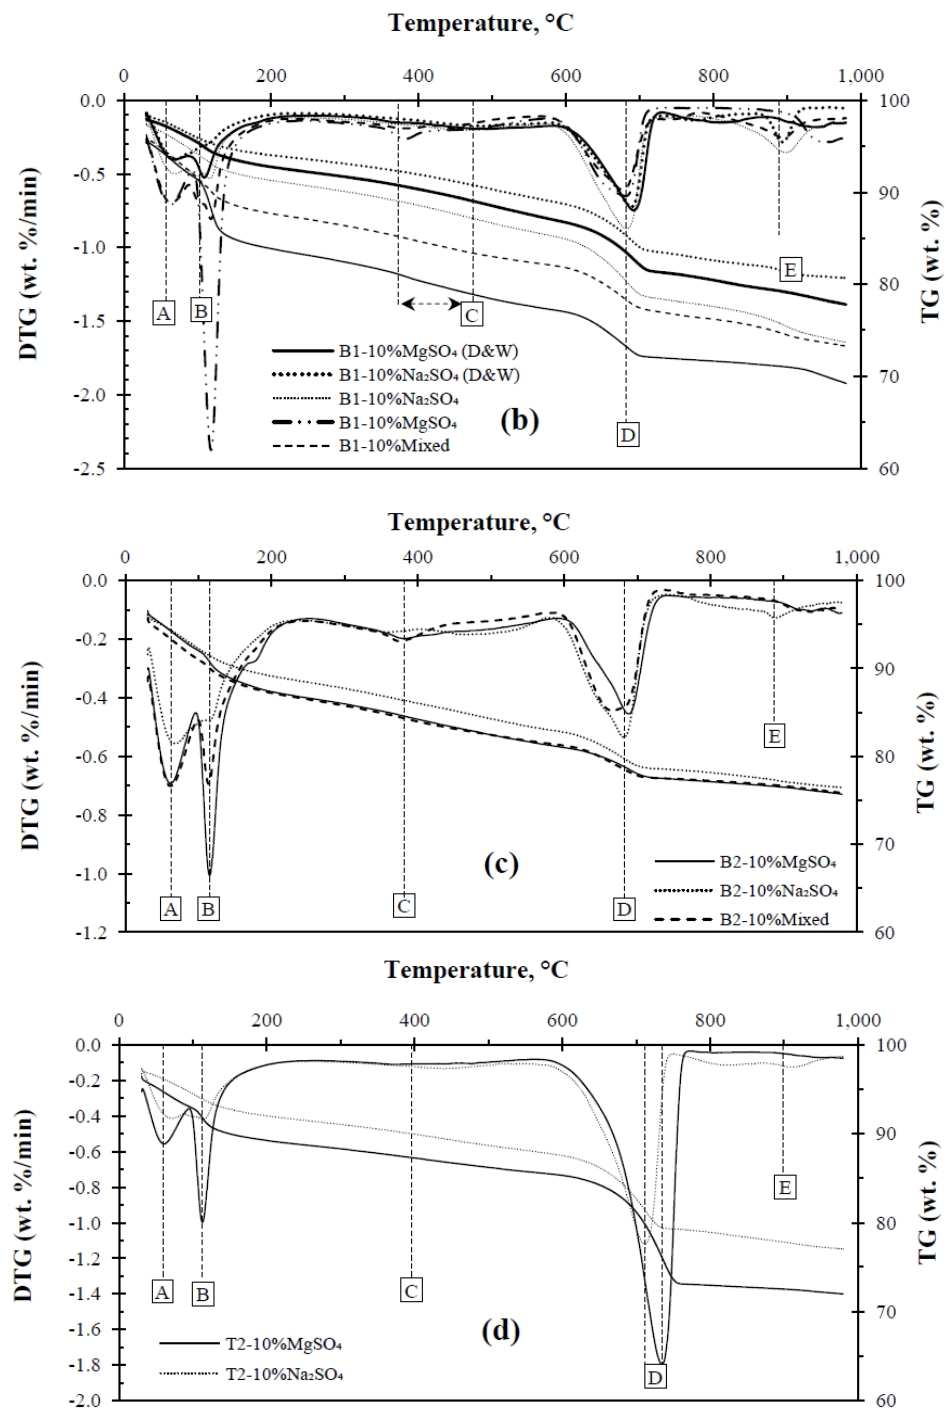 Temperature, °C
0 200 400 600 800 1,000
0.0 100
-0.5 90
-1.0 80
-1.5
-2.0 70
-2.5 60
DTG (wt. %/min)
TG (wt. %)
A B C D E
B1-10%MgSO₄ (D&W)
B1-10%Na₂SO₄ (D&W)
B1-10%Na₂SO₄
B1-10%MgSO₄
B1-10%Mixed
(b)
Temperature, °C
0 200 400 600 800 1,000
0.0 100
-0.2
-0.4 90
-0.6 80
-0.8
-1.0 70
-1.2 60
DTG (wt. %/min)
TG (wt. %)
A B C D E
(c)
B2-10%MgSO₄
B2-10%Na₂SO₄
B2-10%Mixed
Temperature, °C
0 200 400 600 800 1,000
0.0 100
-0.2
-0.4 90
-0.6
-0.8
-1.0 80
-1.2
-1.4 70
-1.6
-1.8
-2.0 60
DTG (wt. %/min)
TG (wt. %)
A B C D E
T2-10%MgSO₄
T2-10%Na₂SO₄
(d)